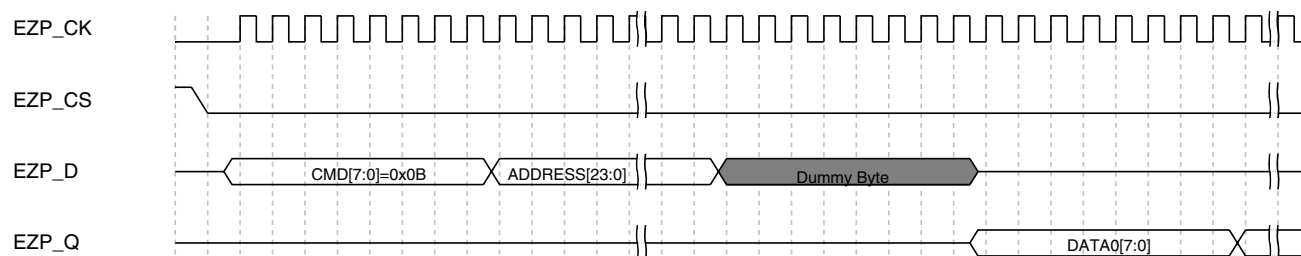 EZP_CK
EZP_CS
EZP_D CMD[7:0]=0x0B ADDRESS[23:0] Dummy Byte
EZP_Q DATA0[7:0]